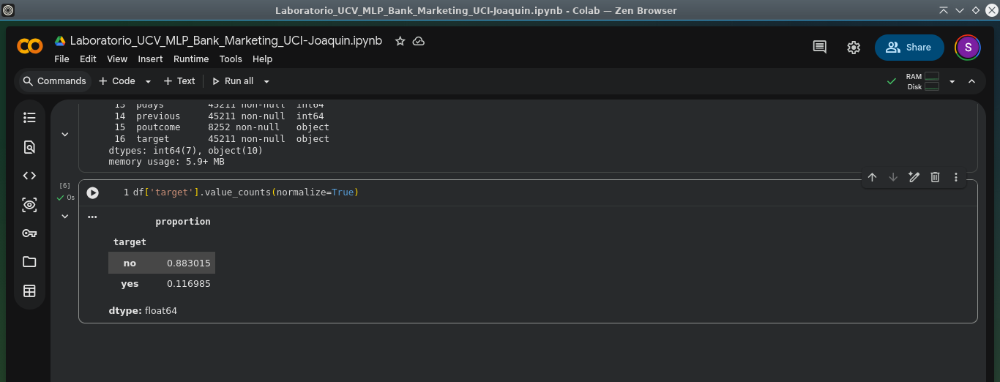 Laboratorio_UCV_MLP_Bank_Marketing_UCI-Joaquin.ipynb - Colab — Zen Browser
Laboratorio_UCV_MLP_Bank_Marketing_UCI-Joaquin.ipynb
File Edit View Insert Runtime Tools Help
Share
S
Commands + Code + Text Run all
RAM
Disk
13 pdays 45211 non-null int64
14 previous 45211 non-null int64
15 poutcome 8252 non-null object
16 target 45211 non-null object
dtypes: int64(7), object(10)
memory usage: 5.9+ MB
[6]
0s
1 df['target'].value_counts(normalize=True)
proportion
target
no 0.883015
yes 0.116985
dtype: float64